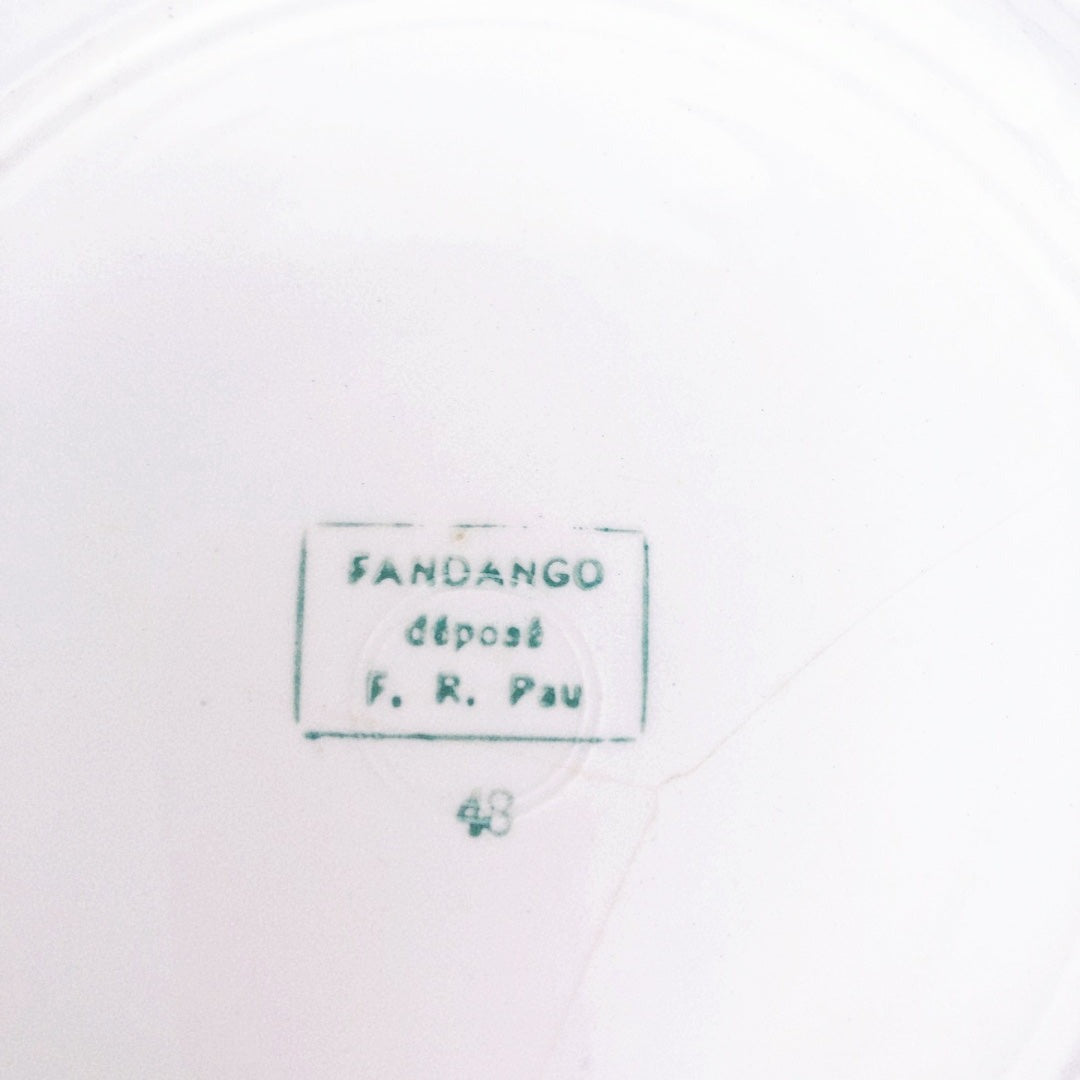 FANDANGO
déposé
F. R. Pau
48